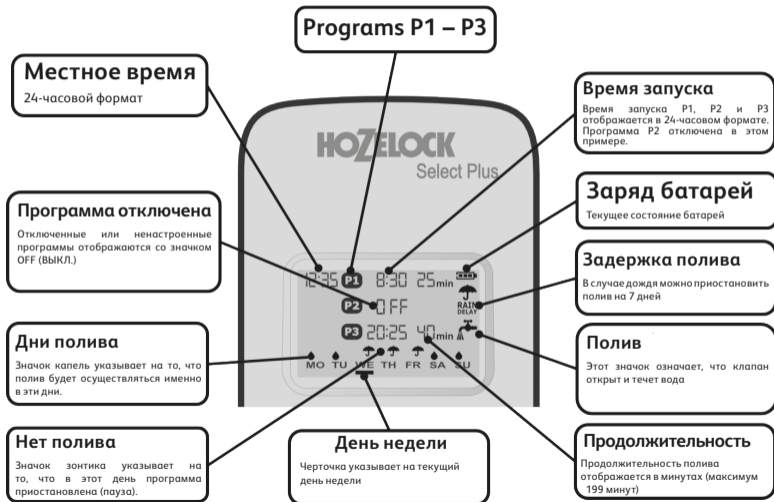 Programs P1 – P3
Местное время
24-часовой формат
Время запуска
Время запуска P1, P2 и P3
отображается в 24-часовом формате.
Программа P2 отключена в этом
примере.
HOZELOCK
Select Plus
Программа отключена
Отключенные или ненастроенные
программы отображаются со значком
OFF (ВЫКЛ.)
Заряд батарей
Текущее состояние батарей
12:35 P1 8:30 25min
P2 OFF
RAIN
DELAY
P3 20:25 40min
MO TU WE TH FR SA SU
Задержка полива
В случае дождя можно приостановить
полив на 7 дней
Дни полива
Значок капель указывает на то, что
полив будет осуществляться именно
в эти дни.
Полив
Этот значок означает, что клапан
открыт и течет вода
Нет полива
Значок зонтика указывает на
то, что в этот день программа
приостановлена (пауза).
День недели
Черточка указывает на текущий
день недели
Продолжительность
Продолжительность полива
отображается в минутах (максимум
199 минут)